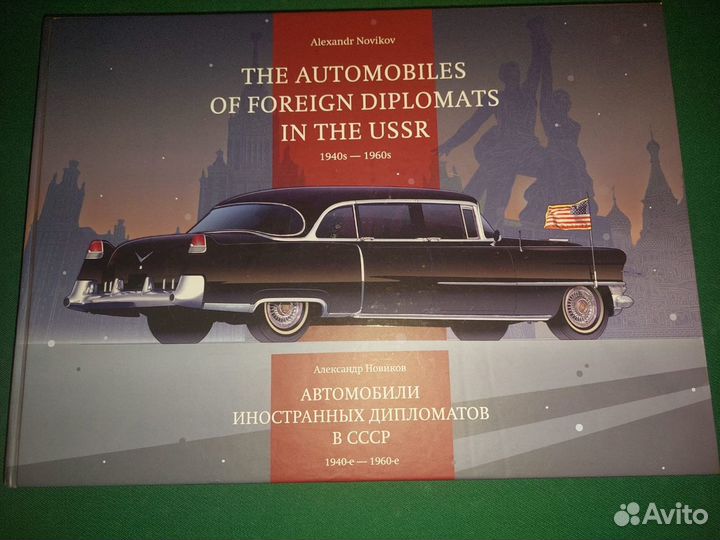 Alexandr Novikov
THE AUTOMOBILES
OF FOREIGN DIPLOMATS
IN THE USSR
1940s — 1960s
Александр Новиков
АВТОМОБИЛИ
ИНОСТРАННЫХ ДИПЛОМАТОВ
В СССР
1940-е — 1960-е
Avito